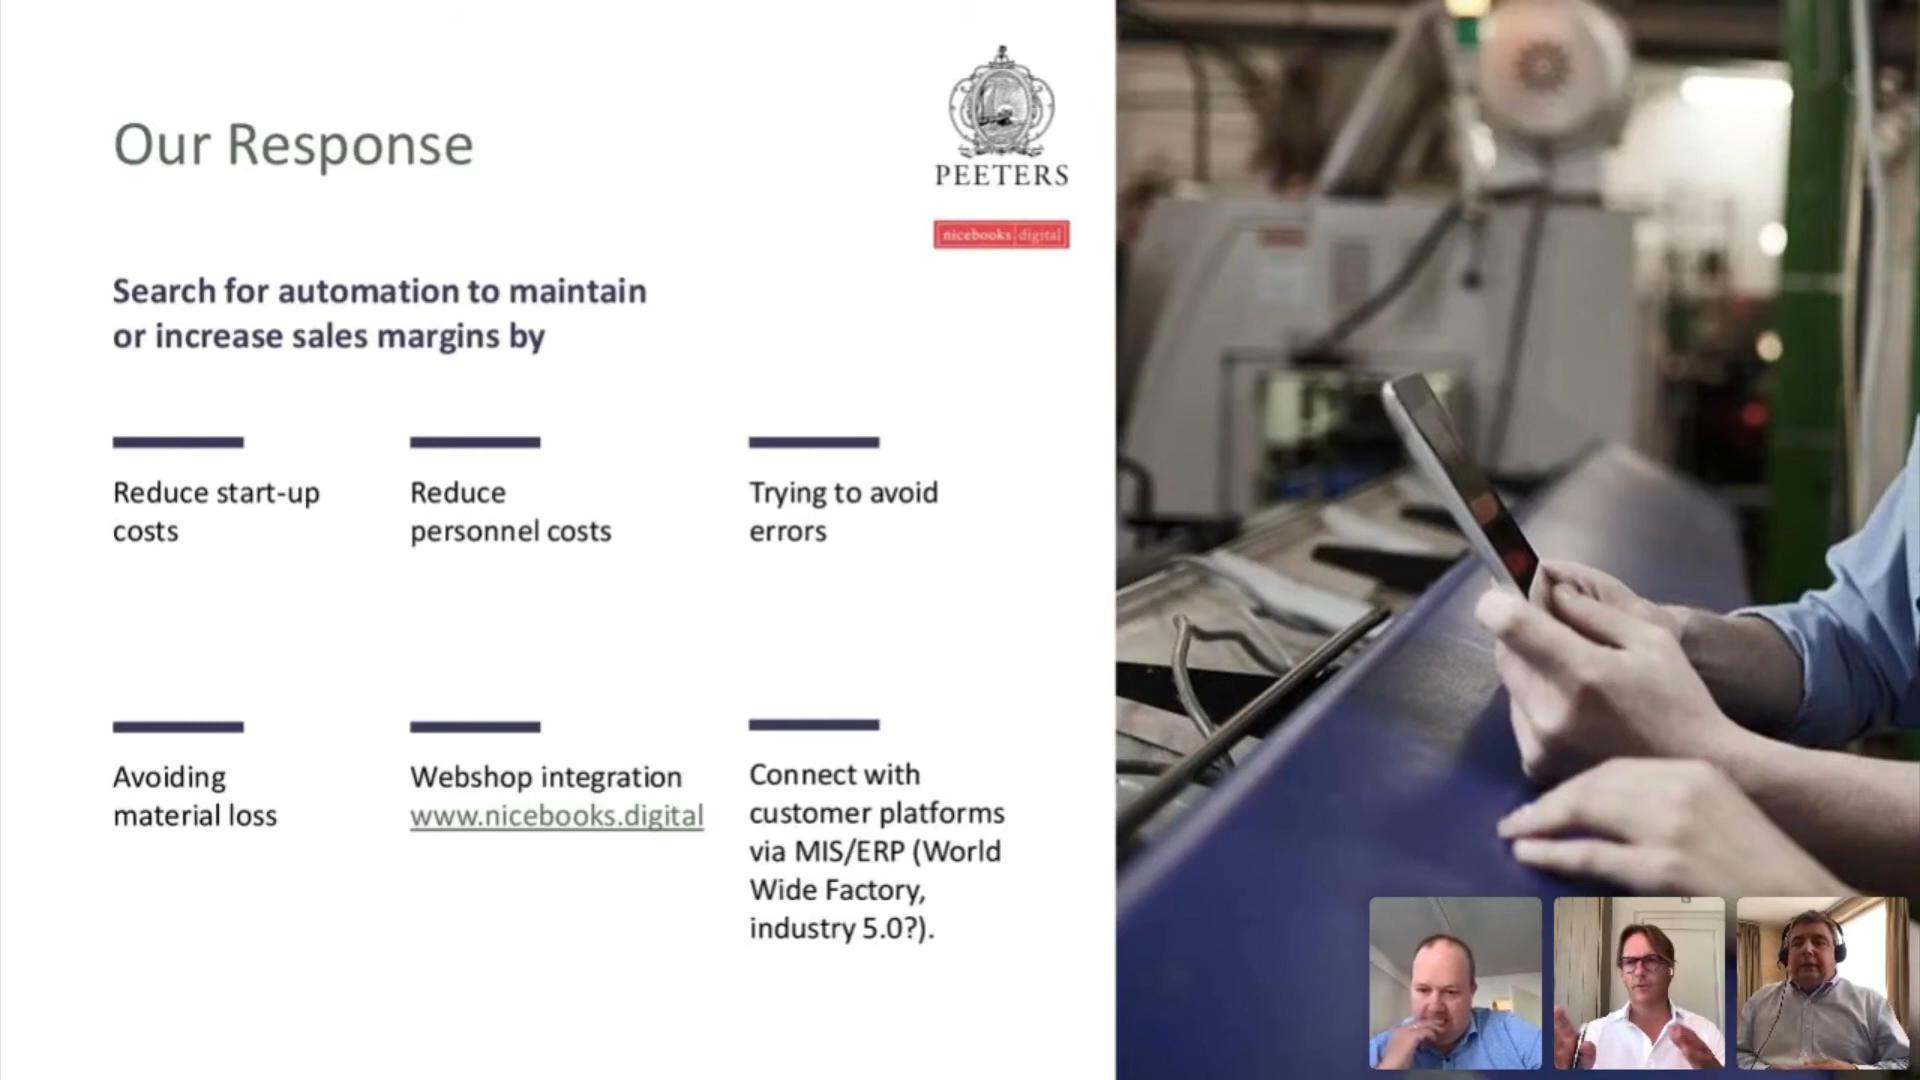 Our Response
PEETERS
nicebooks digital
Search for automation to maintain
or increase sales margins by
Reduce start-up
costs
Reduce
personnel costs
Trying to avoid
errors
Avoiding
material loss
Webshop integration
www.nicebooks.digital
Connect with
customer platforms
via MIS/ERP (World
Wide Factory,
industry 5.0?).